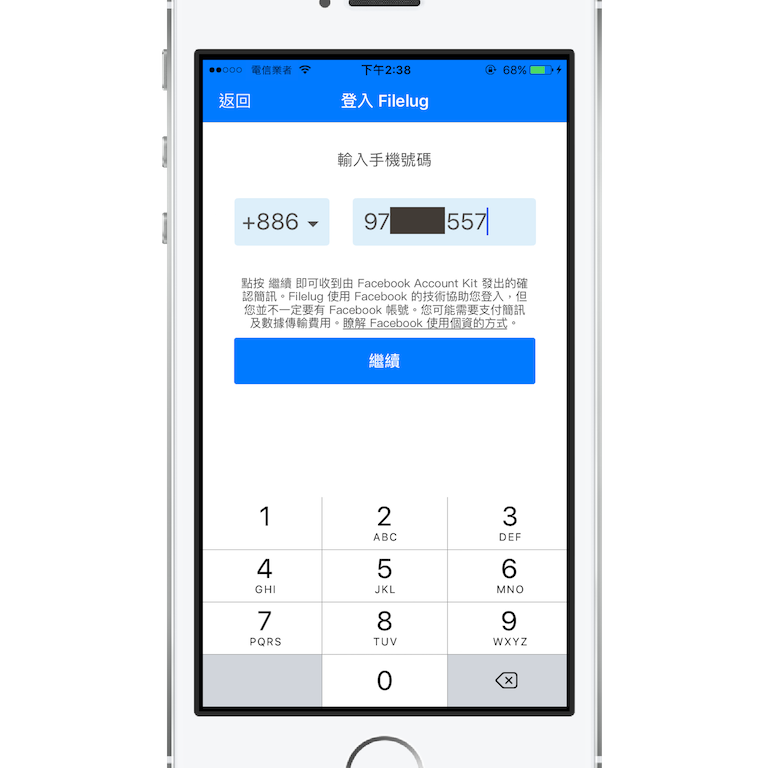 電信業者 下午2:38 68%
返回 登入 Filelug
輸入手機號碼
+886 97 557
點按 繼續 即可收到由 Facebook Account Kit 發出的確
認簡訊。Filelug 使用 Facebook 的技術協助您登入，但
您並不一定要有 Facebook 帳號。您可能需要支付簡訊
及數據傳輸費用。瞭解 Facebook 使用個資的方式。
繼續
1 2 3
ABC DEF
4 5 6
GHI JKL MNO
7 8 9
PQRS TUV WXYZ
0